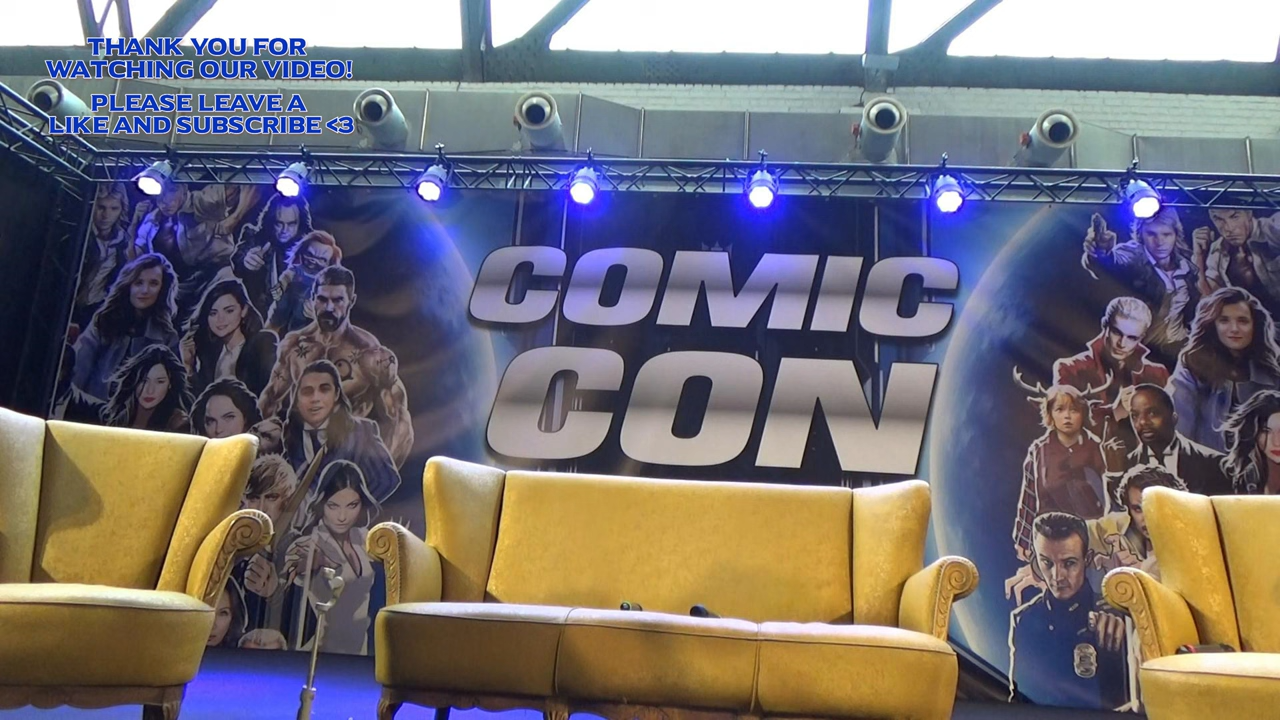 THANK YOU FOR
WATCHING OUR VIDEO!
PLEASE LEAVE A
LIKE AND SUBSCRIBE <3
COMIC
CON